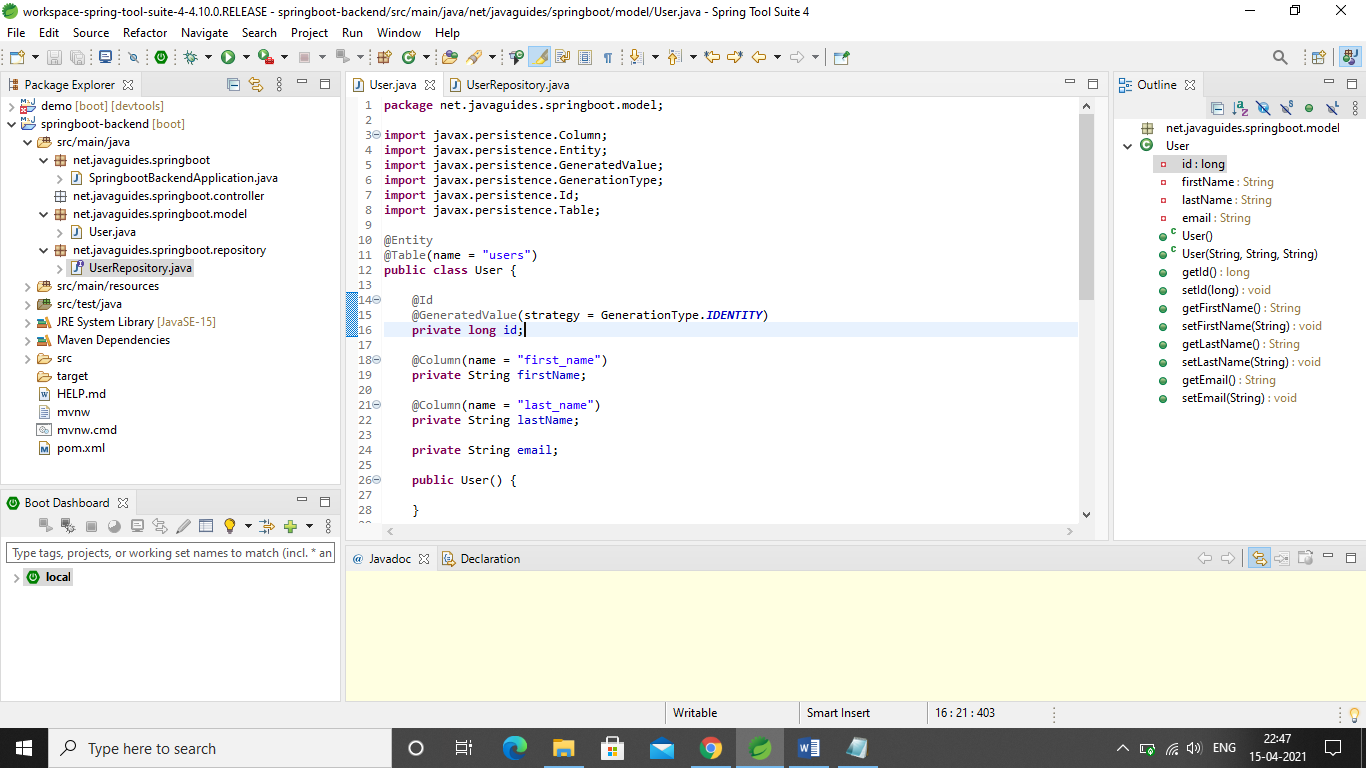 workspace-spring-tool-suite-4-4.10.0.RELEASE - springboot-backend/src/main/java/net/javaguides/springboot/model/User.java - Spring Tool Suite 4
File Edit Source Refactor Navigate Search Project Run Window Help
Package Explorer
demo [boot] [devtools]
springboot-backend [boot]
src/main/java
net.javaguides.springboot
SpringbootBackendApplication.java
net.javaguides.springboot.controller
net.javaguides.springboot.model
User.java
net.javaguides.springboot.repository
UserRepository.java
src/main/resources
src/test/java
JRE System Library [JavaSE-15]
Maven Dependencies
src
target
HELP.md
mvnw
mvnw.cmd
pom.xml
Boot Dashboard
Type tags, projects, or working set names to match (incl. * an
local
User.java UserRepository.java
1 package net.javaguides.springboot.model;
2
3 import javax.persistence.Column;
4 import javax.persistence.Entity;
5 import javax.persistence.GeneratedValue;
6 import javax.persistence.GenerationType;
7 import javax.persistence.Id;
8 import javax.persistence.Table;
9
10 @Entity
11 @Table(name = "users")
12 public class User {
13
14 @Id
15 @GeneratedValue(strategy = GenerationType.IDENTITY)
16 private long id;
17
18 @Column(name = "first_name")
19 private String firstName;
20
21 @Column(name = "last_name")
22 private String lastName;
23
24 private String email;
25
26 public User() {
27
28 }
Javadoc Declaration
Outline
net.javaguides.springboot.model
User
id : long
firstName : String
lastName : String
email : String
User()
User(String, String, String)
getId() : long
setId(long) : void
getFirstName() : String
setFirstName(String) : void
getLastName() : String
setLastName(String) : void
getEmail() : String
setEmail(String) : void
Writable Smart Insert 16 : 21 : 403
Type here to search
ENG
22:47
15-04-2021